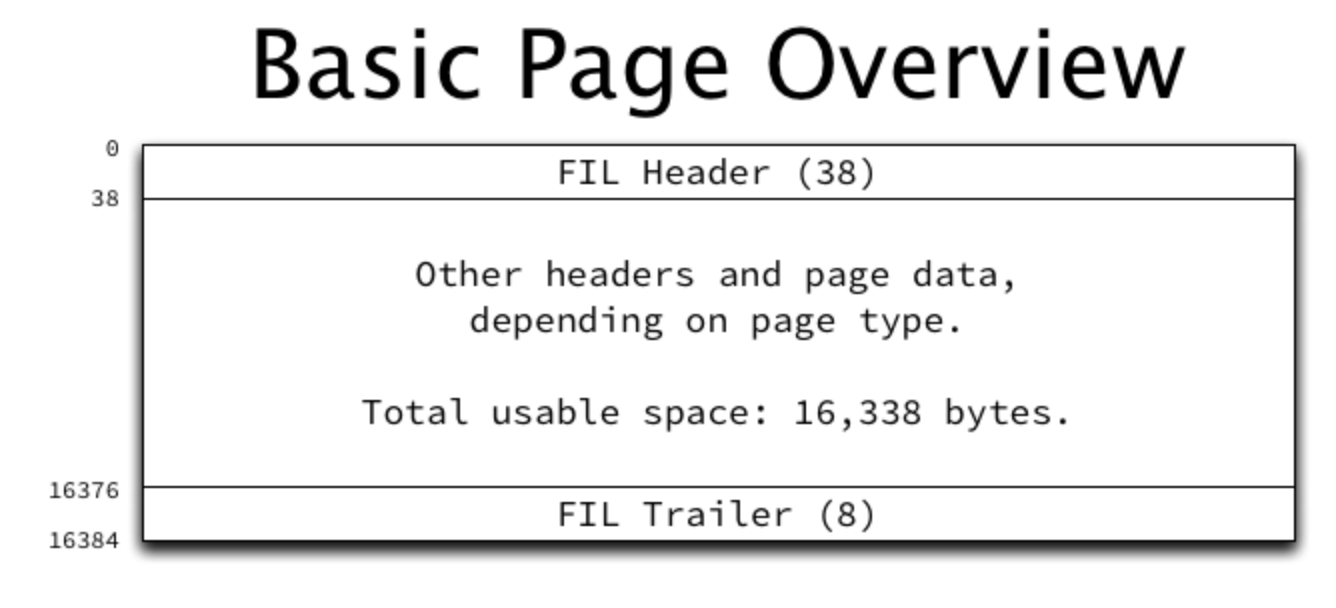 Basic Page Overview
0
FIL Header (38)
38
Other headers and page data,
depending on page type.
Total usable space: 16,338 bytes.
16376
FIL Trailer (8)
16384